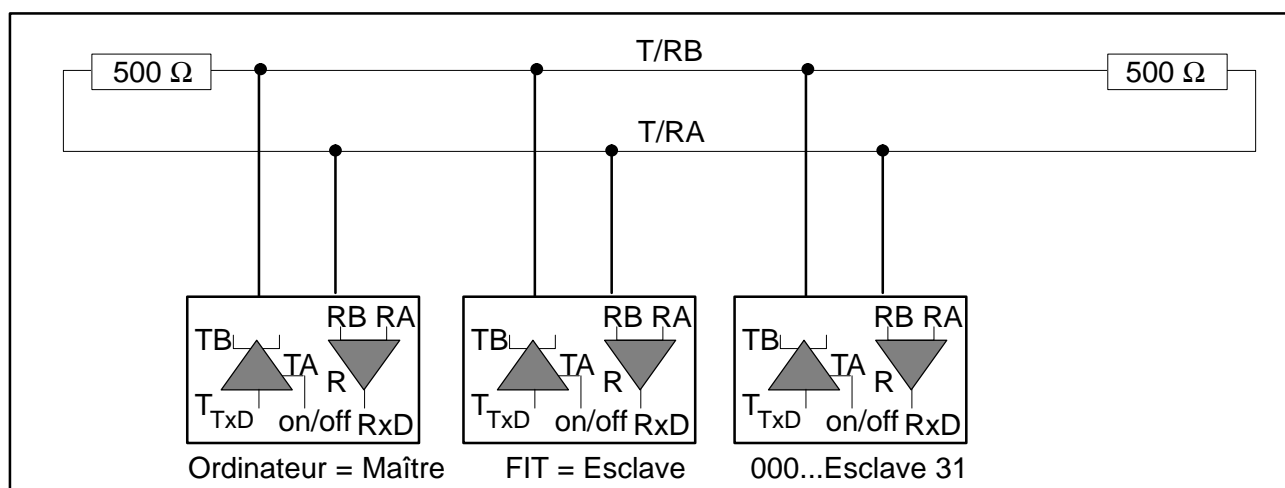 T/RB
500 Ω 500 Ω
T/RA
RB RA RB RA RB RA
TB TB TB
TA TA TA
R R R
T TxD on/off RxD T TxD on/off RxD T TxD on/off RxD
Ordinateur = Maître FIT = Esclave 000...Esclave 31